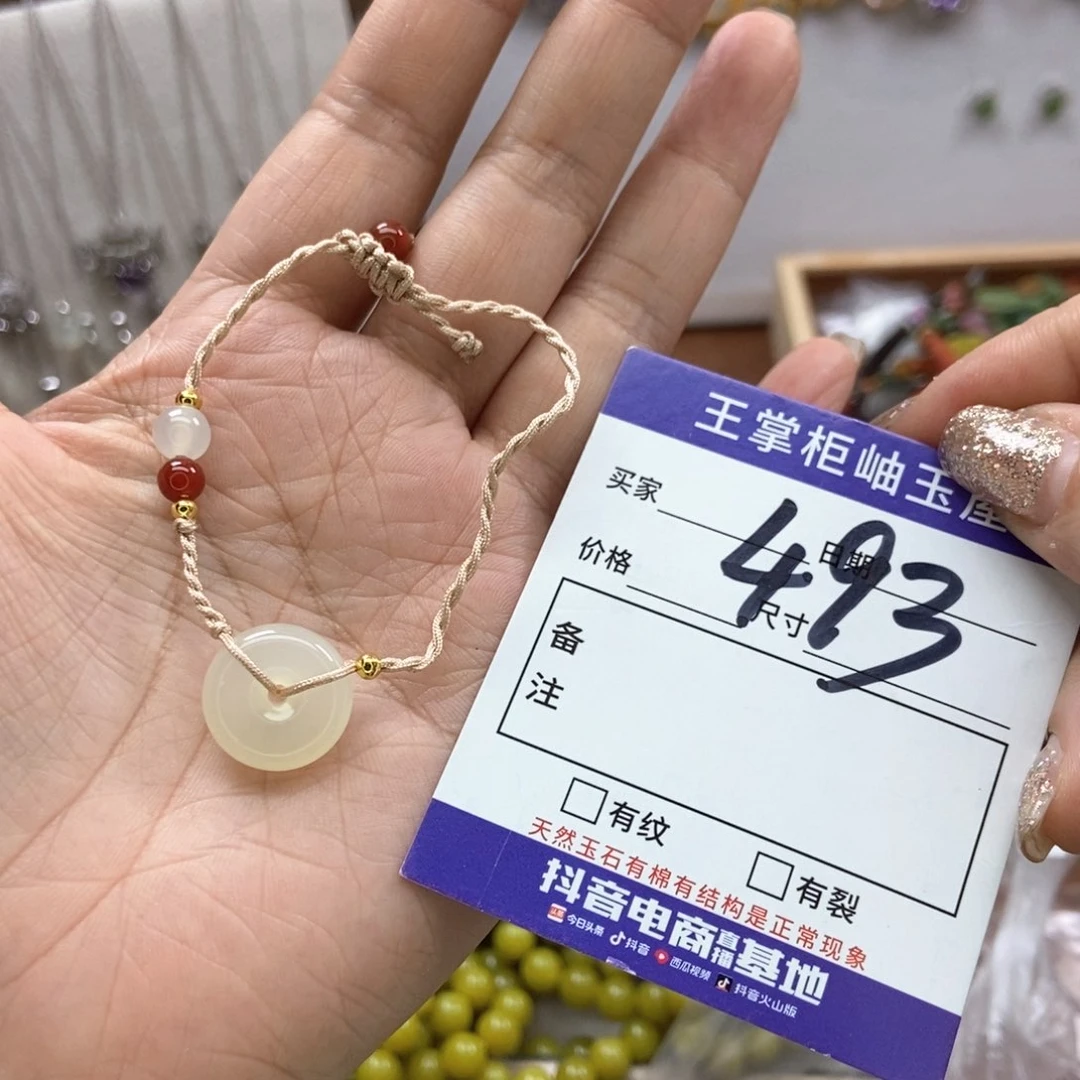 王掌柜岫玉座
买家
日期
493
价格
尺寸
备注
有纹
有裂
天然玉石有棉有结构是正常现象
抖音电商直播基地
今日头条 抖音 西瓜视频 抖音火山版